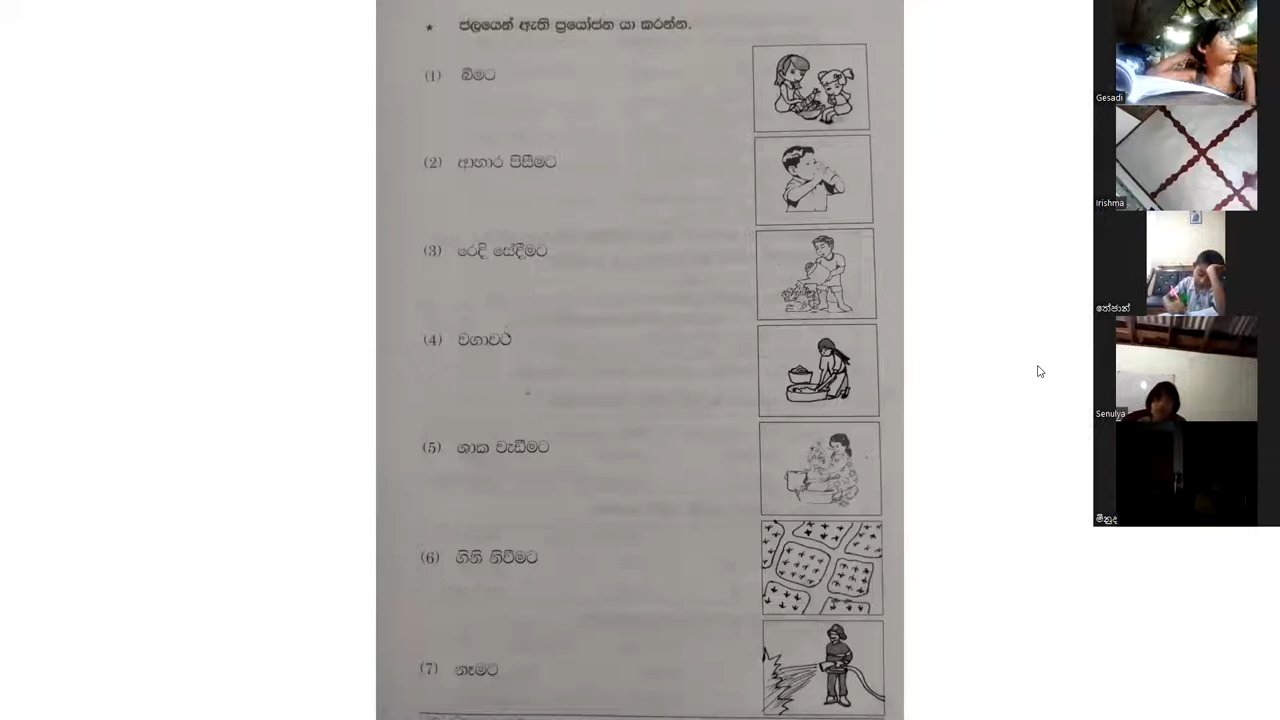 ★ ජලයෙන් ඇති ප්‍රයෝජන යා කරන්න.
(1) බීමට
(2) ආහාර පිසීමට
(3) රෙදි සේදීමට
(4) වගාවට
(5) ශාක වැඩීමට
(6) ගිනි නිවීමට
(7) නෑමට
Gesadi
Irishma
තේජාන්
Senulya
මිනුද